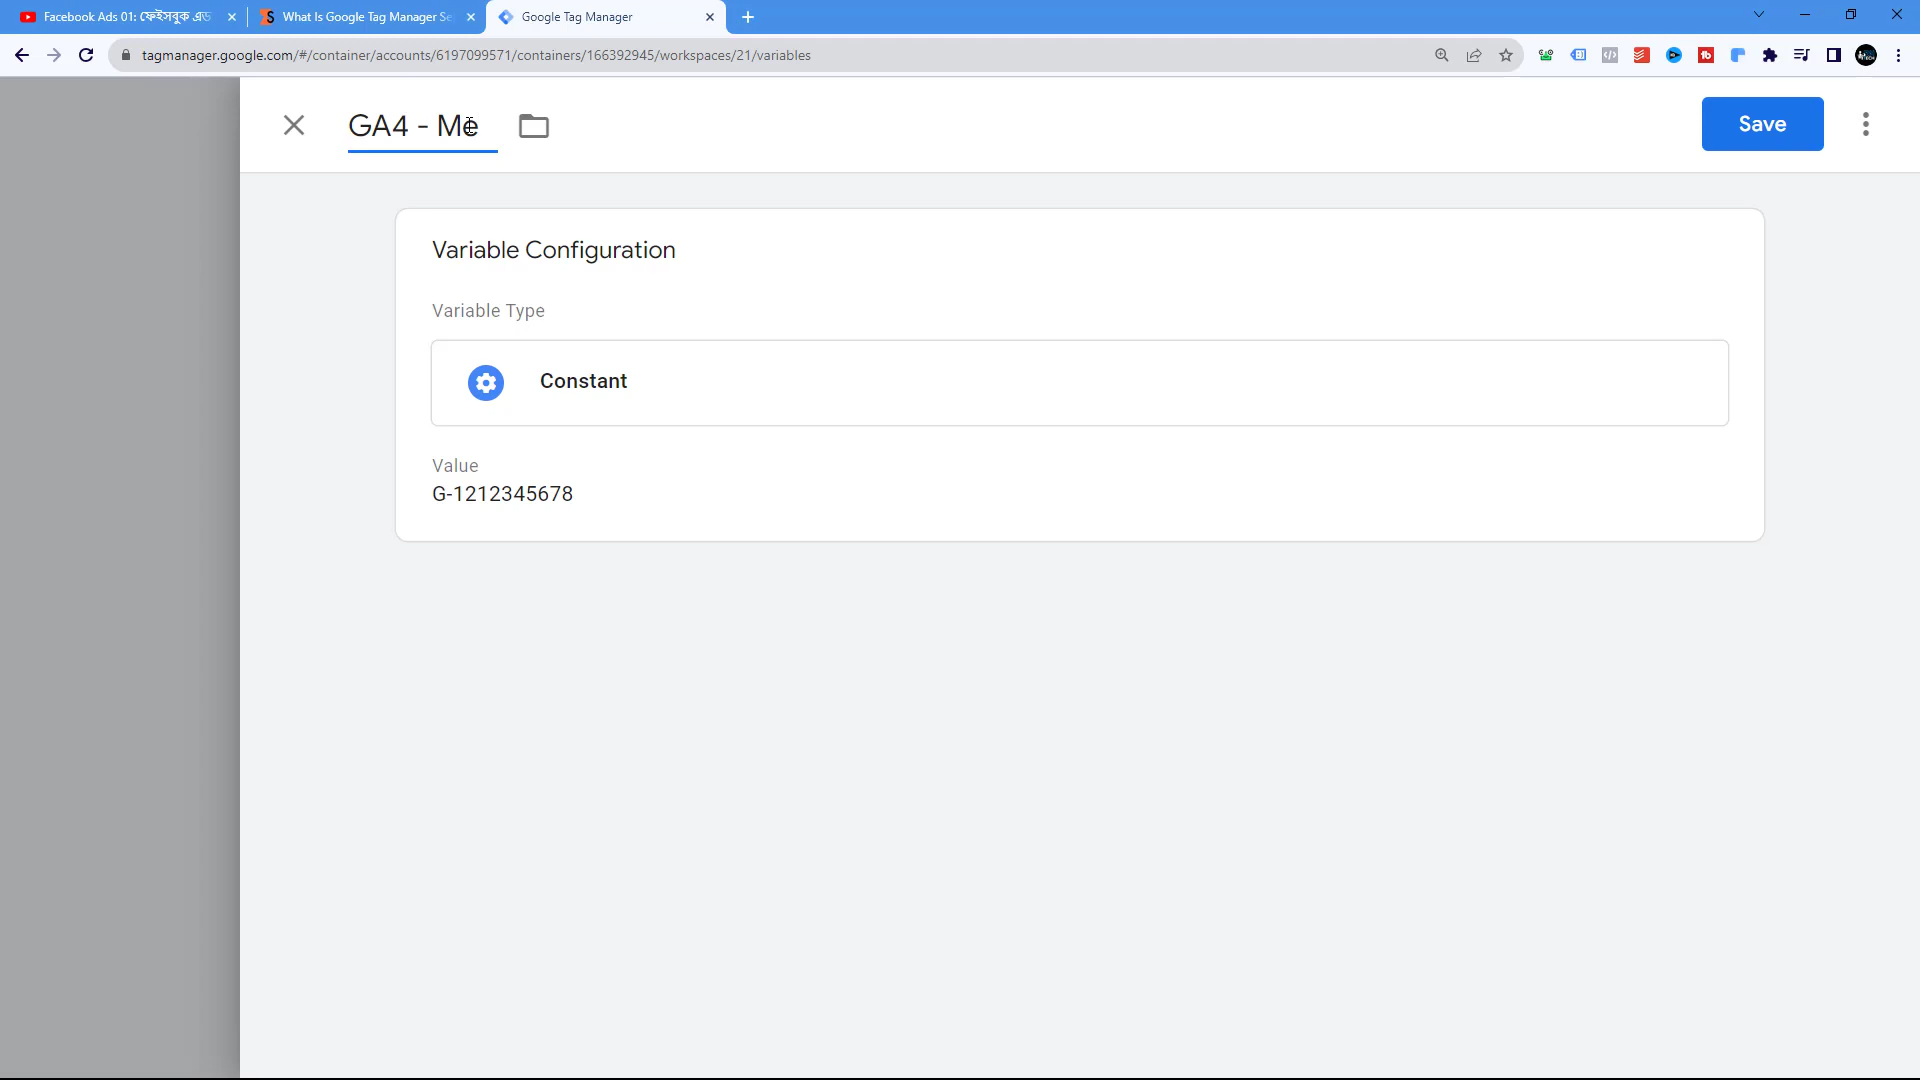 Facebook Ads 01: ফেইসবুক এড
What Is Google Tag Manager Se
Google Tag Manager
tagmanager.google.com/#/container/accounts/6197099571/containers/166392945/workspaces/21/variables
GA4 - Me
Save
Variable Configuration
Variable Type
Constant
Value
G-1212345678